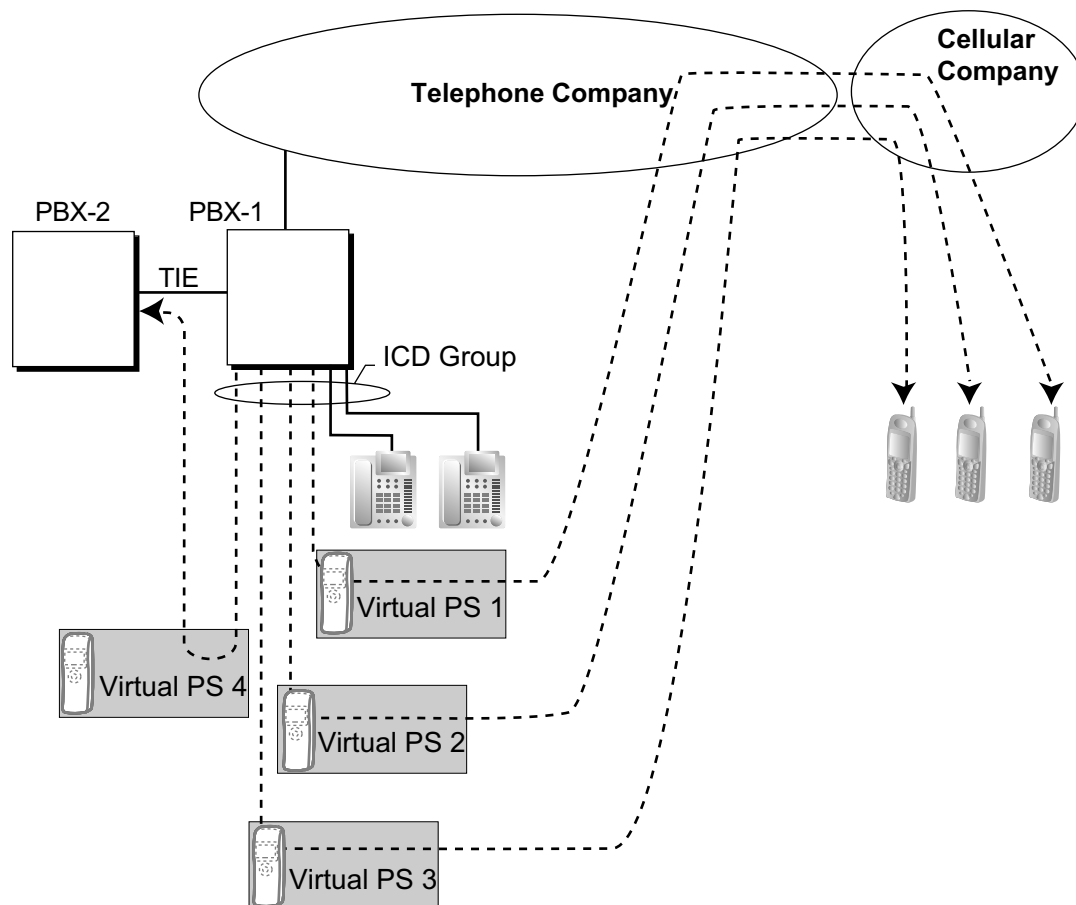 Cellular
Company
Telephone Company
PBX-2
PBX-1
TIE
ICD Group
Virtual PS 1
Virtual PS 4
Virtual PS 2
Virtual PS 3